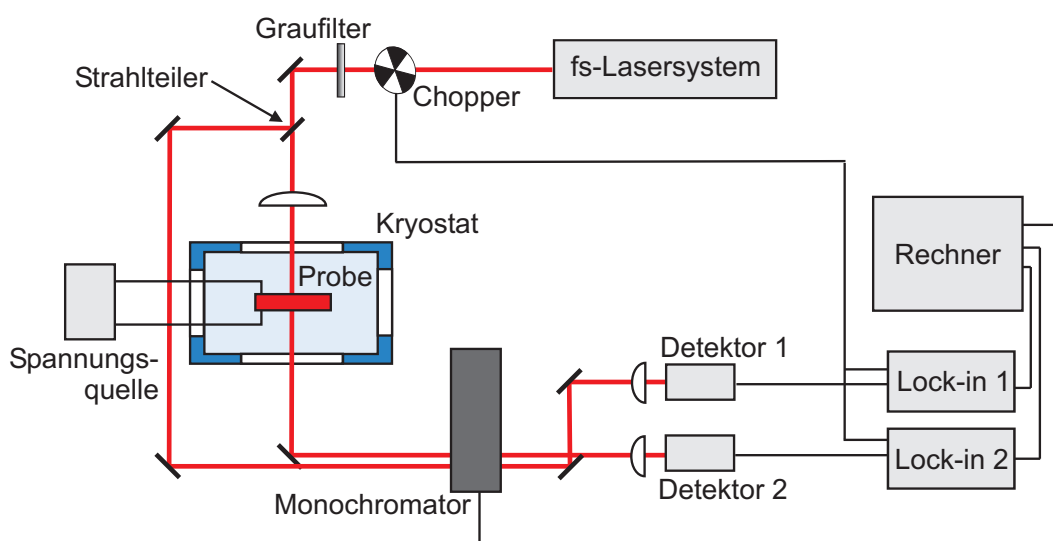 Graufilter
fs-Lasersystem
Strahlteiler
Chopper
Kryostat
Rechner
Probe
Spannungs-
quelle
Detektor 1
Lock-in 1
Lock-in 2
Monochromator
Detektor 2